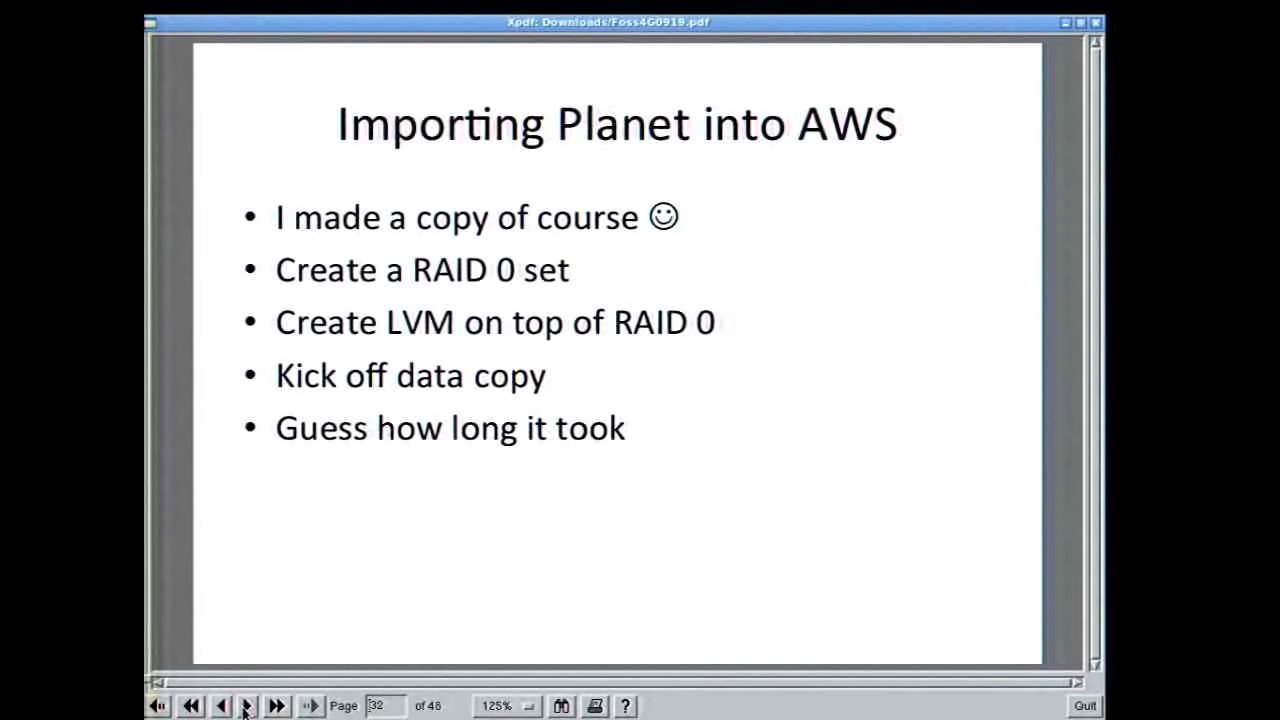 Xpdf: Downloads/Foss4G0919.pdf
Importing Planet into AWS
• I made a copy of course ☺
• Create a RAID 0 set
• Create LVM on top of RAID 0
• Kick off data copy
• Guess how long it took
Page 32 of 48 125% ? Quit